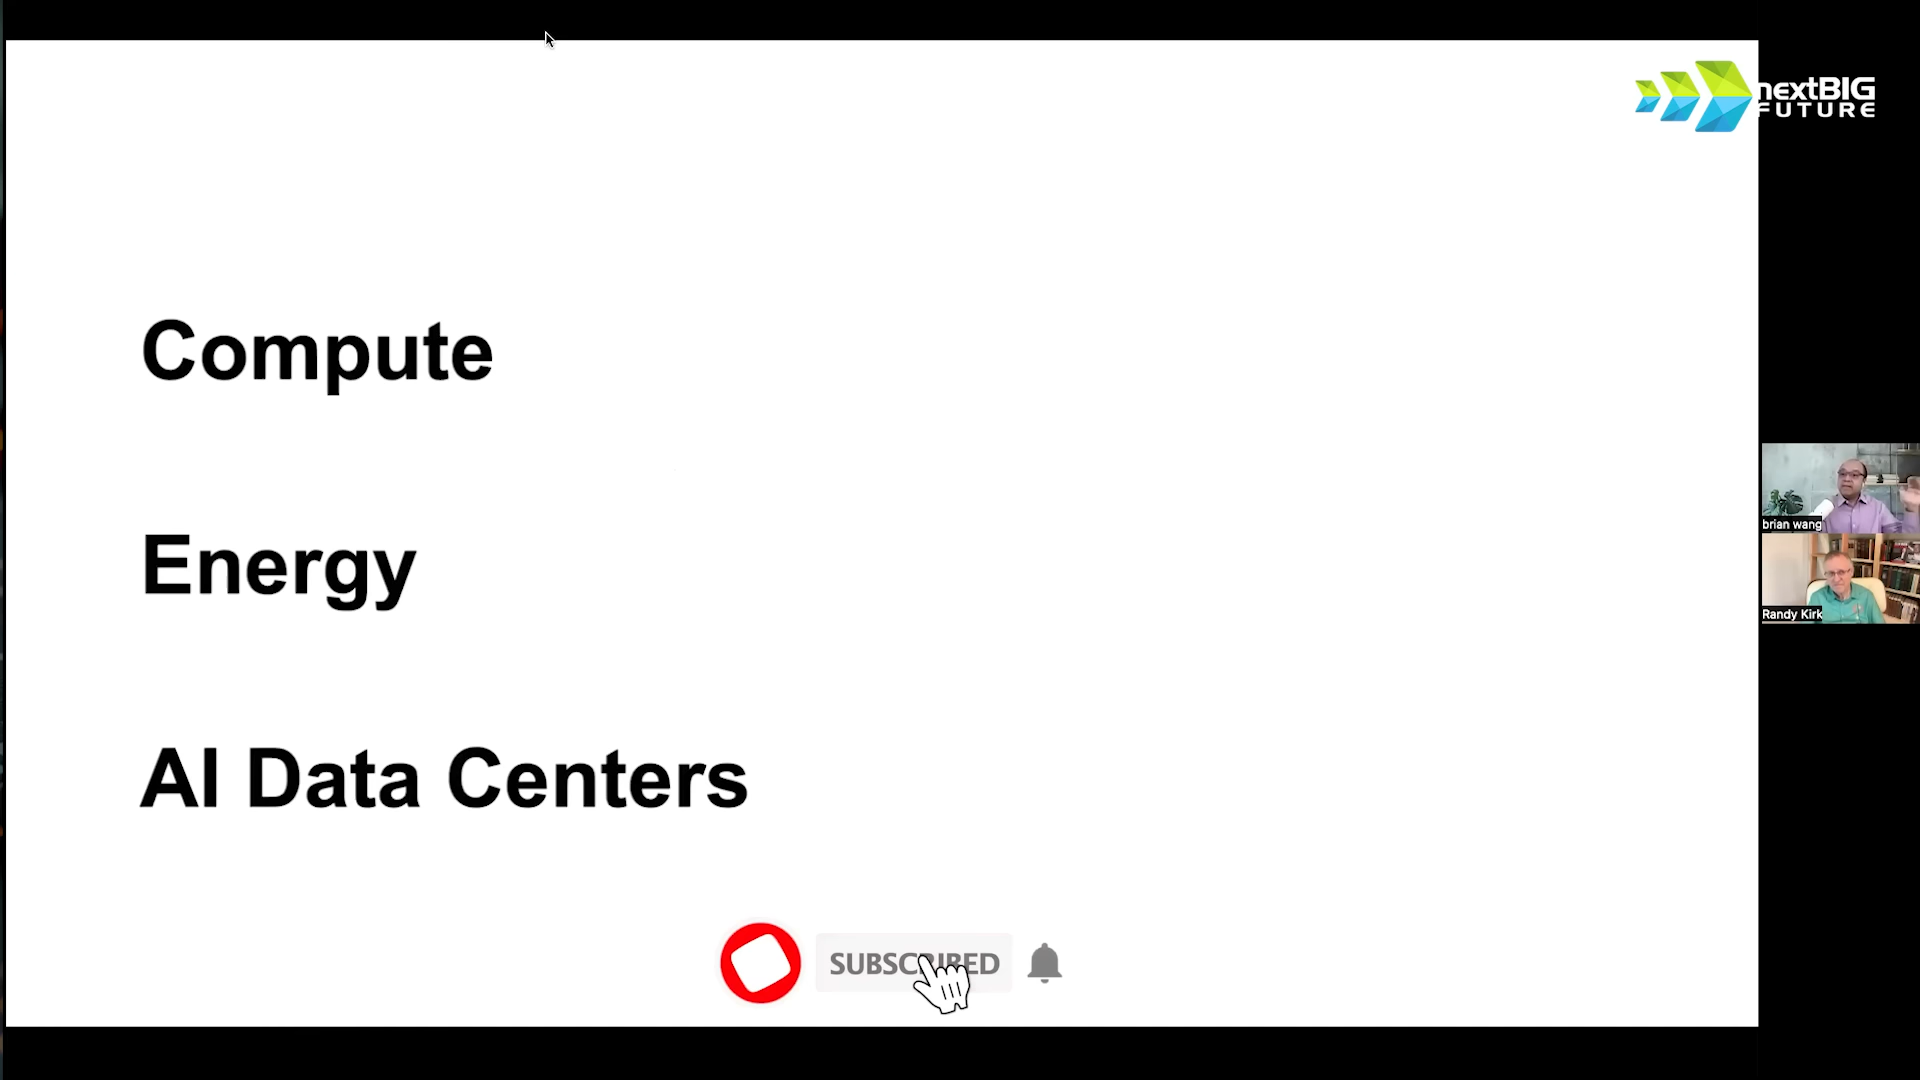 nextBIG
FUTURE
Compute
Energy
AI Data Centers
brian wang
Randy Kirk
SUBSCRIBED